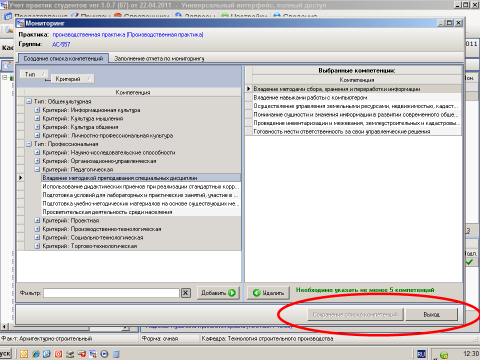 Учет практик студентов ver 1.0.7 (67) от 22.04.2011 - Универсальный интерфейс, полный доступ
Мониторинг
Практика: производственная практика (Производственная практика)
Группы: АС-557
Создание списка компетенций Заполнение отчета по мониторингу
Тип
Критерий
Компетенция
Тип: Общекультурная
Критерий: Информационная культура
Критерий: Культура мышления
Критерий: Культура общения
Критерий: Личностно-профессиональная культура
Тип: Профессиональная
Критерий: Научно-исследовательские способности
Критерий: Организационно-управленческая
Критерий: Педагогическая
Владение методикой преподавания специальных дисциплин
Использование дидактических приемов при реализации стандартных корр...
Подготовка условий для лабораторных и практических занятий, участие в ...
Подготовка учебно-методических материалов на основе существующих ме...
Просветительская деятельность среди населения
Критерий: Проектная
Критерий: Производственно-технологическая
Критерий: Социально-технологическая
Критерий: Торгово-технологическая
Выбранные компетенции:
Компетенция
Владение методами сбора, хранения и переработки информации
Владение навыками работы с компьютером
Осуществление управления земельными ресурсами, недвижимостью, кадаст...
Понимание сущности и значения информации в развитии современного обще...
Проведение инвентаризации и межевания, землеустроительных и кадастровы...
Готовность нести ответственность за свои управленческие решения
Фильтр: Добавить Удалить Необходимо указать не менее 5 компетенций
Сохранение списка компетенций Выход
Факт: Архитектурно-строительный Форма: очная Кафедра: Технология строительного производства
RU 12:30